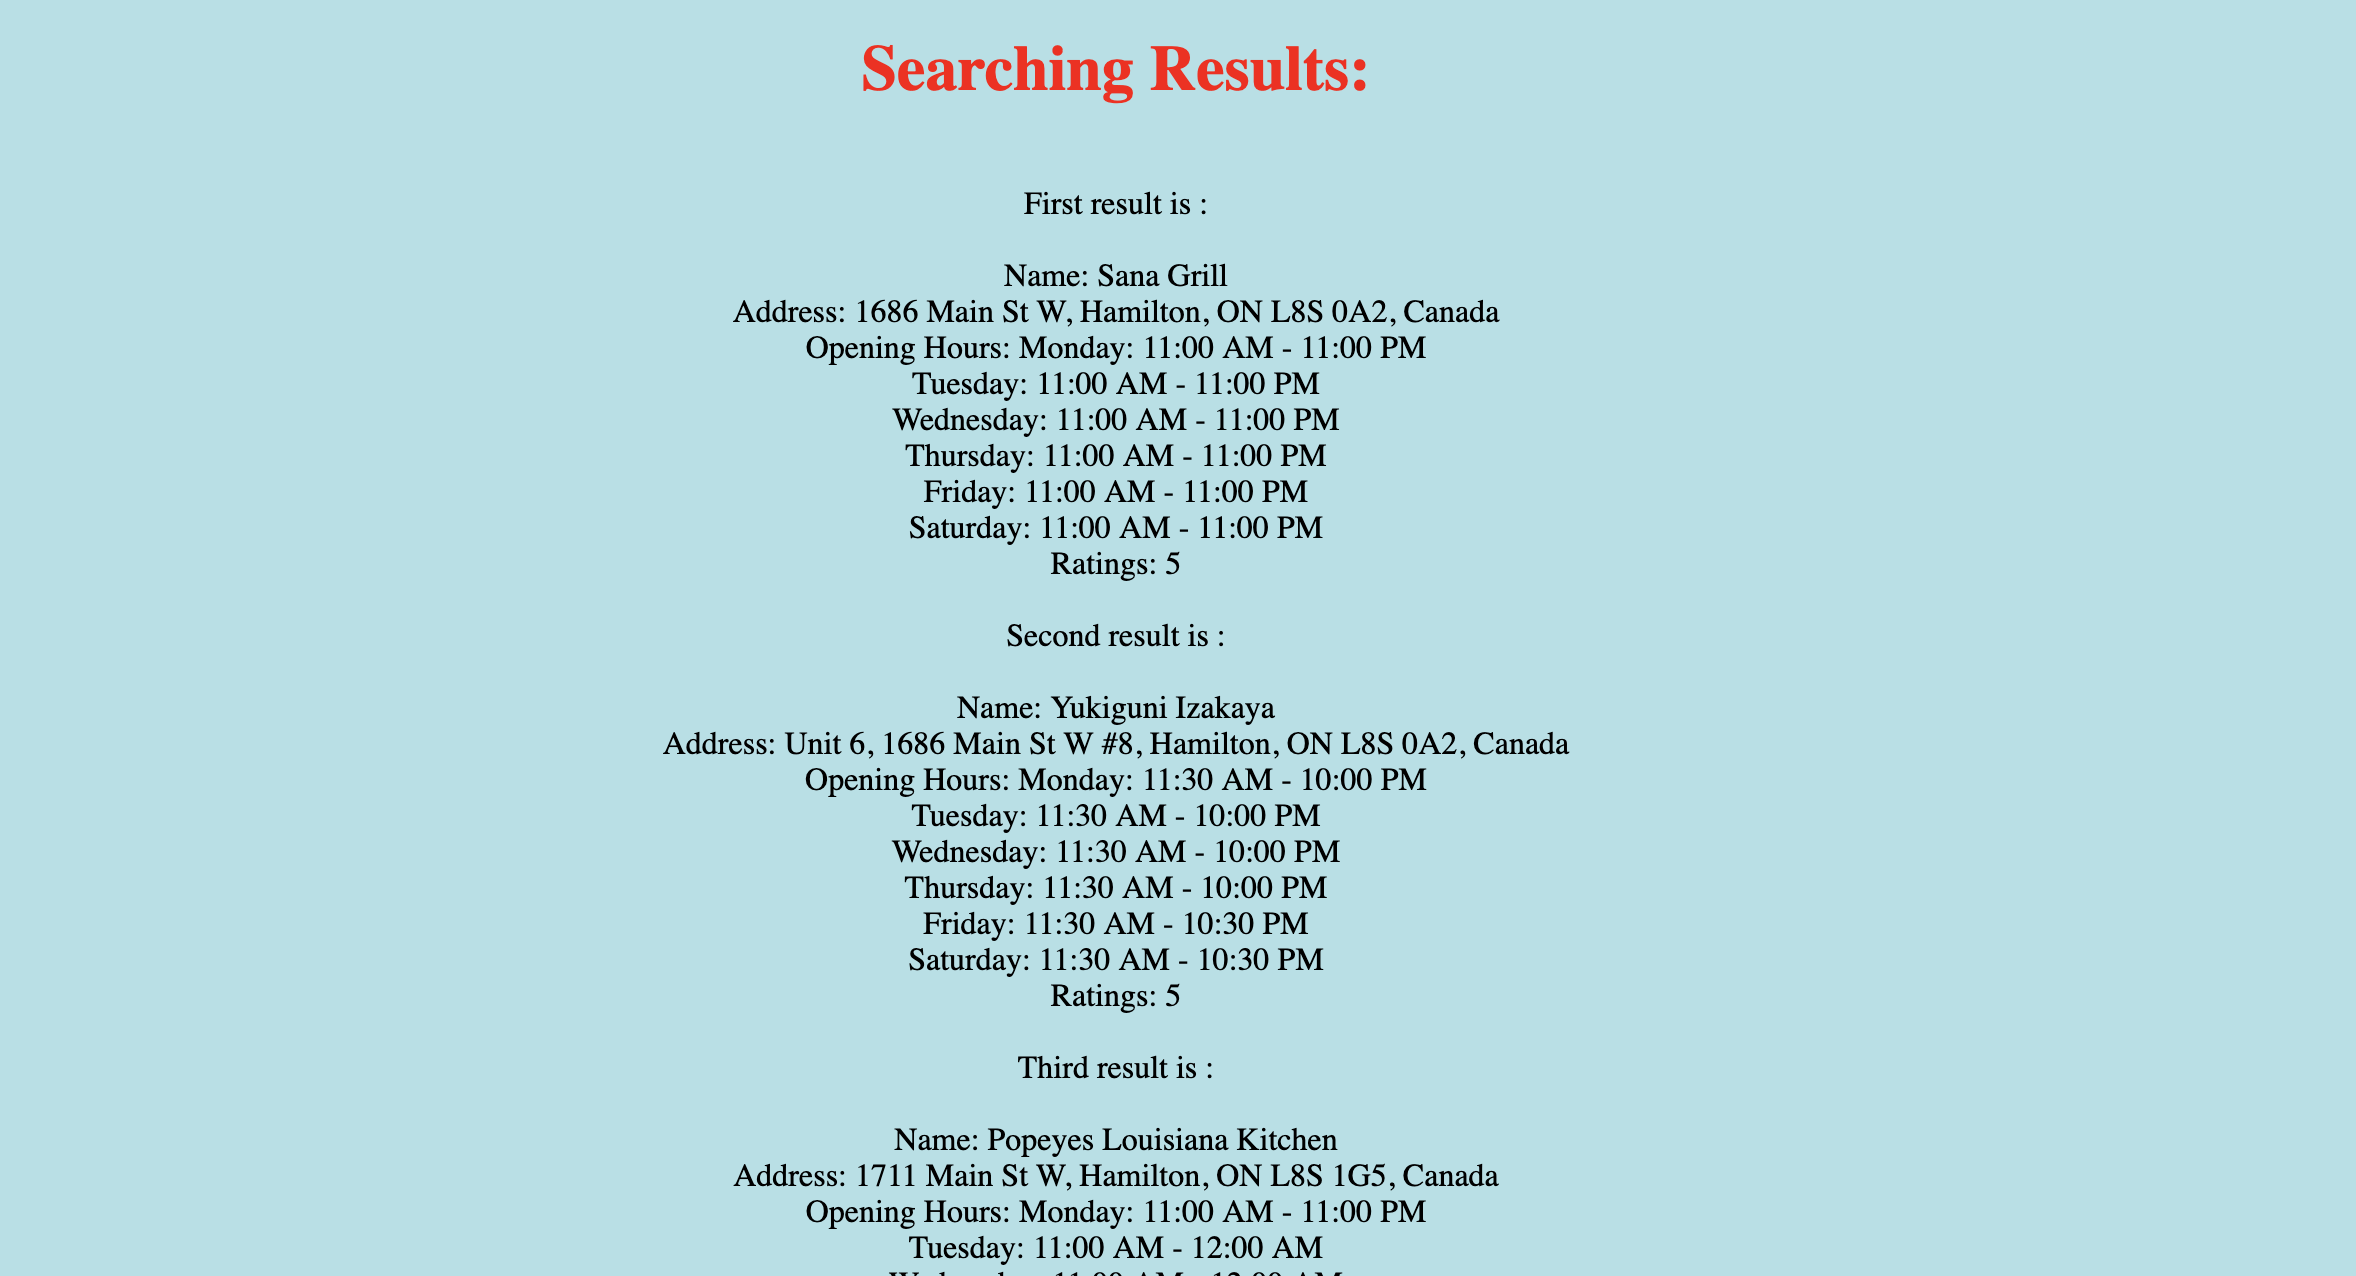 Searching Results:
First result is :
Name: Sana Grill
Address: 1686 Main St W, Hamilton, ON L8S 0A2, Canada
Opening Hours: Monday: 11:00 AM - 11:00 PM
Tuesday: 11:00 AM - 11:00 PM
Wednesday: 11:00 AM - 11:00 PM
Thursday: 11:00 AM - 11:00 PM
Friday: 11:00 AM - 11:00 PM
Saturday: 11:00 AM - 11:00 PM
Ratings: 5
Second result is :
Name: Yukiguni Izakaya
Address: Unit 6, 1686 Main St W #8, Hamilton, ON L8S 0A2, Canada
Opening Hours: Monday: 11:30 AM - 10:00 PM
Tuesday: 11:30 AM - 10:00 PM
Wednesday: 11:30 AM - 10:00 PM
Thursday: 11:30 AM - 10:00 PM
Friday: 11:30 AM - 10:30 PM
Saturday: 11:30 AM - 10:30 PM
Ratings: 5
Third result is :
Name: Popeyes Louisiana Kitchen
Address: 1711 Main St W, Hamilton, ON L8S 1G5, Canada
Opening Hours: Monday: 11:00 AM - 11:00 PM
Tuesday: 11:00 AM - 12:00 AM